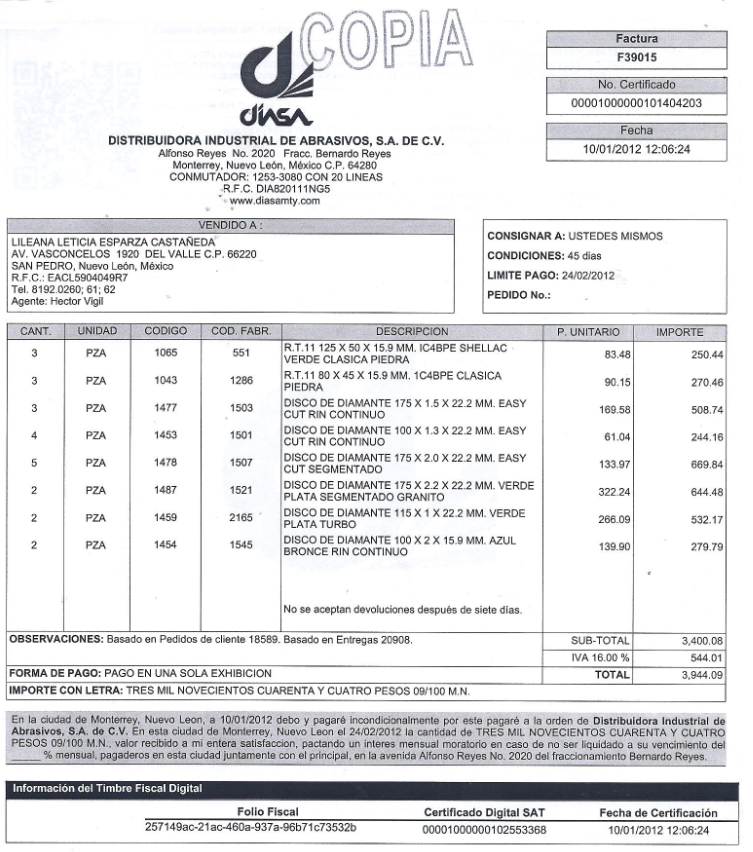 COPIA
diasa
DISTRIBUIDORA INDUSTRIAL DE ABRASIVOS, S.A. DE C.V.
Alfonso Reyes No. 2020 Fracc. Bernardo Reyes
Monterrey, Nuevo León, México C.P. 64280
CONMUTADOR: 1253-3080 CON 20 LINEAS
R.F.C. DIA820111NG5
www.diasamty.com
Factura
F39015
No. Certificado
00001000000101404203
Fecha
10/01/2012 12:06:24
VENDIDO A :
LILEANA LETICIA ESPARZA CASTAÑEDA
AV. VASCONCELOS 1920 DEL VALLE C.P. 66220
SAN PEDRO, Nuevo León, México
R.F.C.: EACL5904049R7
Tel. 8192.0260; 61; 62
Agente: Hector Vigil
CONSIGNAR A: USTEDES MISMOS
CONDICIONES: 45 dias
LIMITE PAGO: 24/02/2012
PEDIDO No.:
CANT. UNIDAD CODIGO COD. FABR. DESCRIPCION P. UNITARIO IMPORTE
3 PZA 1065 551 R.T.11 125 X 50 X 15.9 MM. IC4BPE SHELLAC 83.48 250.44
VERDE CLASICA PIEDRA
3 PZA 1043 1286 R.T.11 80 X 45 X 15.9 MM. 1C4BPE CLASICA 90.15 270.46
PIEDRA
3 PZA 1477 1503 DISCO DE DIAMANTE 175 X 1.5 X 22.2 MM. EASY 169.58 508.74
CUT RIN CONTINUO
4 PZA 1453 1501 DISCO DE DIAMANTE 100 X 1.3 X 22.2 MM. EASY 61.04 244.16
CUT RIN CONTINUO
5 PZA 1478 1507 DISCO DE DIAMANTE 175 X 2.0 X 22.2 MM. EASY 133.97 669.84
CUT SEGMENTADO
2 PZA 1487 1521 DISCO DE DIAMANTE 175 X 2.2 X 22.2 MM. VERDE 322.24 644.48
PLATA SEGMENTADO GRANITO
2 PZA 1459 2165 DISCO DE DIAMANTE 115 X 1 X 22.2 MM. VERDE 266.09 532.17
PLATA TURBO
2 PZA 1454 1545 DISCO DE DIAMANTE 100 X 2 X 15.9 MM. AZUL 139.90 279.79
BRONCE RIN CONTINUO
No se aceptan devoluciones después de siete días.
OBSERVACIONES: Basado en Pedidos de cliente 18589. Basado en Entregas 20908. SUB-TOTAL 3,400.08
IVA 16.00 % 544.01
FORMA DE PAGO: PAGO EN UNA SOLA EXHIBICION TOTAL 3,944.09
IMPORTE CON LETRA: TRES MIL NOVECIENTOS CUARENTA Y CUATRO PESOS 09/100 M.N.
En la ciudad de Monterrey, Nuevo Leon, a 10/01/2012 debo y pagaré incondicionalmente por este pagaré a la orden de Distribuidora Industrial de
Abrasivos, S.A. de C.V. En esta ciudad de Monterrey, Nuevo Leon el 24/02/2012 la cantidad de TRES MIL NOVECIENTOS CUARENTA Y CUATRO
PESOS 09/100 M.N., valor recibido a mi entera satisfaccion, pactando un interes mensual moratorio en caso de no ser liquidado a su vencimiento del
_____ % mensual, pagaderos en esta ciudad juntamente con el principal, en la avenida Alfonso Reyes No. 2020 del fraccionamiento Bernardo Reyes.
Información del Timbre Fiscal Digital
Folio Fiscal Certificado Digital SAT Fecha de Certificación
257149ac-21ac-460a-937a-96b71c73532b 00001000000102553368 10/01/2012 12:06:24